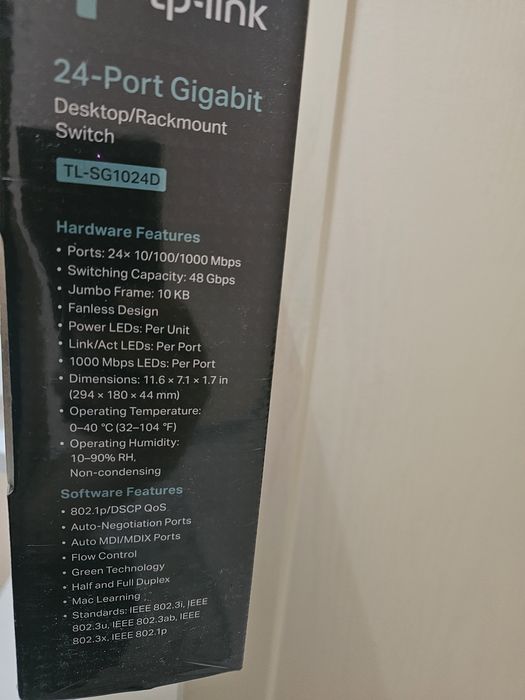 tp-link
24-Port Gigabit
Desktop/Rackmount
Switch
TL-SG1024D
Hardware Features
• Ports: 24× 10/100/1000 Mbps
• Switching Capacity: 48 Gbps
• Jumbo Frame: 10 KB
• Fanless Design
• Power LEDs: Per Unit
• Link/Act LEDs: Per Port
• 1000 Mbps LEDs: Per Port
• Dimensions: 11.6 × 7.1 × 1.7 in
(294 × 180 × 44 mm)
• Operating Temperature:
0–40 °C (32–104 °F)
• Operating Humidity:
10–90% RH,
Non-condensing
Software Features
• 802.1p/DSCP QoS
• Auto-Negotiation Ports
• Auto MDI/MDIX Ports
• Flow Control
• Green Technology
• Half and Full Duplex
• Mac Learning
• Standards: IEEE 802.3i, IEEE
802.3u, IEEE 802.3ab, IEEE
802.3x, IEEE 802.1p